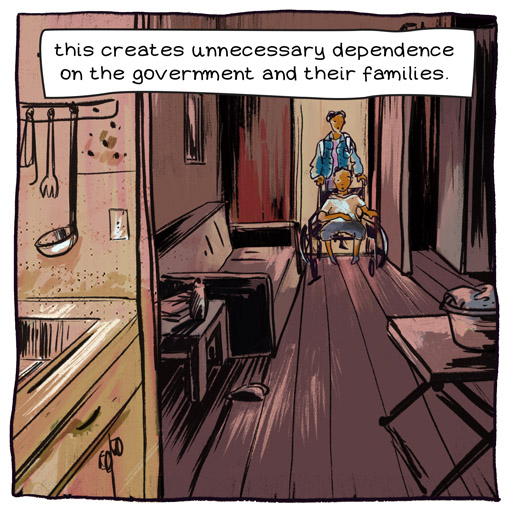 this creates unnecessary dependence
on the government and their families.